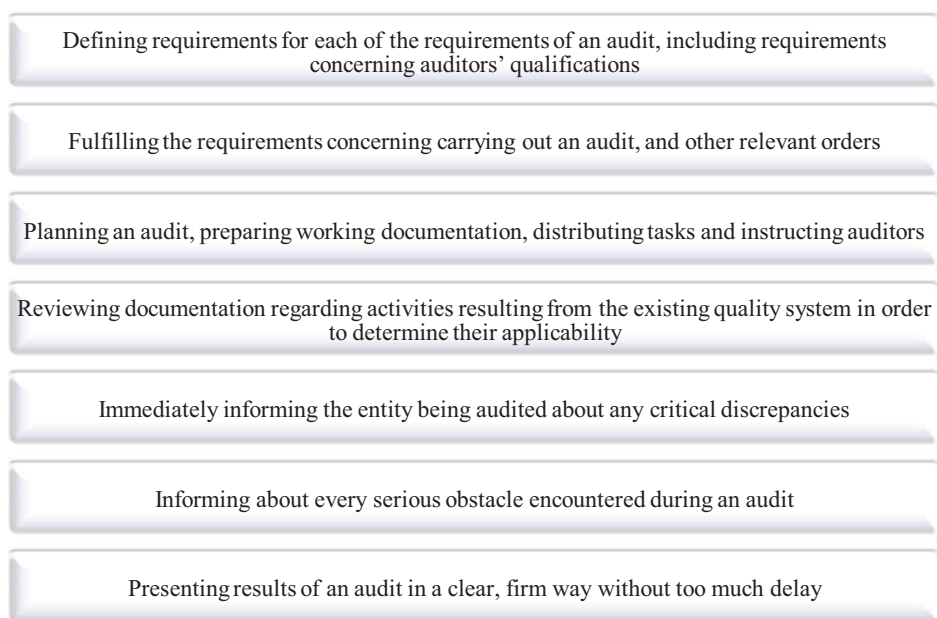 Defining requirements for each of the requirements of an audit, including requirements
concerning auditors’ qualifications
Fulfilling the requirements concerning carrying out an audit, and other relevant orders
Planning an audit, preparing working documentation, distributing tasks and instructing auditors
Reviewing documentation regarding activities resulting from the existing quality system in order
to determine their applicability
Immediately informing the entity being audited about any critical discrepancies
Informing about every serious obstacle encountered during an audit
Presenting results of an audit in a clear, firm way without too much delay